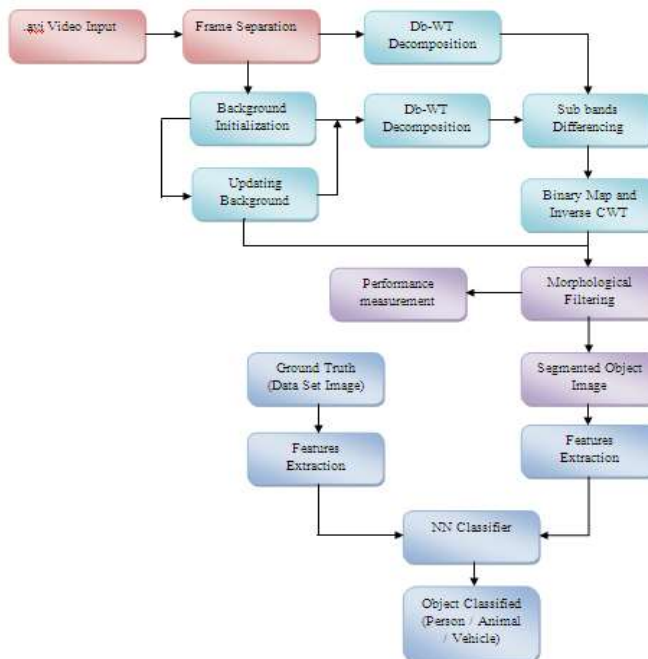 .avi Video Input
Frame Separation
Db-WT
Decomposition
Background
Initialization
Db-WT
Decomposition
Sub bands
Differencing
Updating
Background
Binary Map and
Inverse CWT
Performance
measurement
Morphological
Filtering
Ground Truth
(Data Set Image)
Segmented Object
Image
Features
Extraction
Features
Extraction
NN Classifier
Object Classified
(Person / Animal
/ Vehicle)